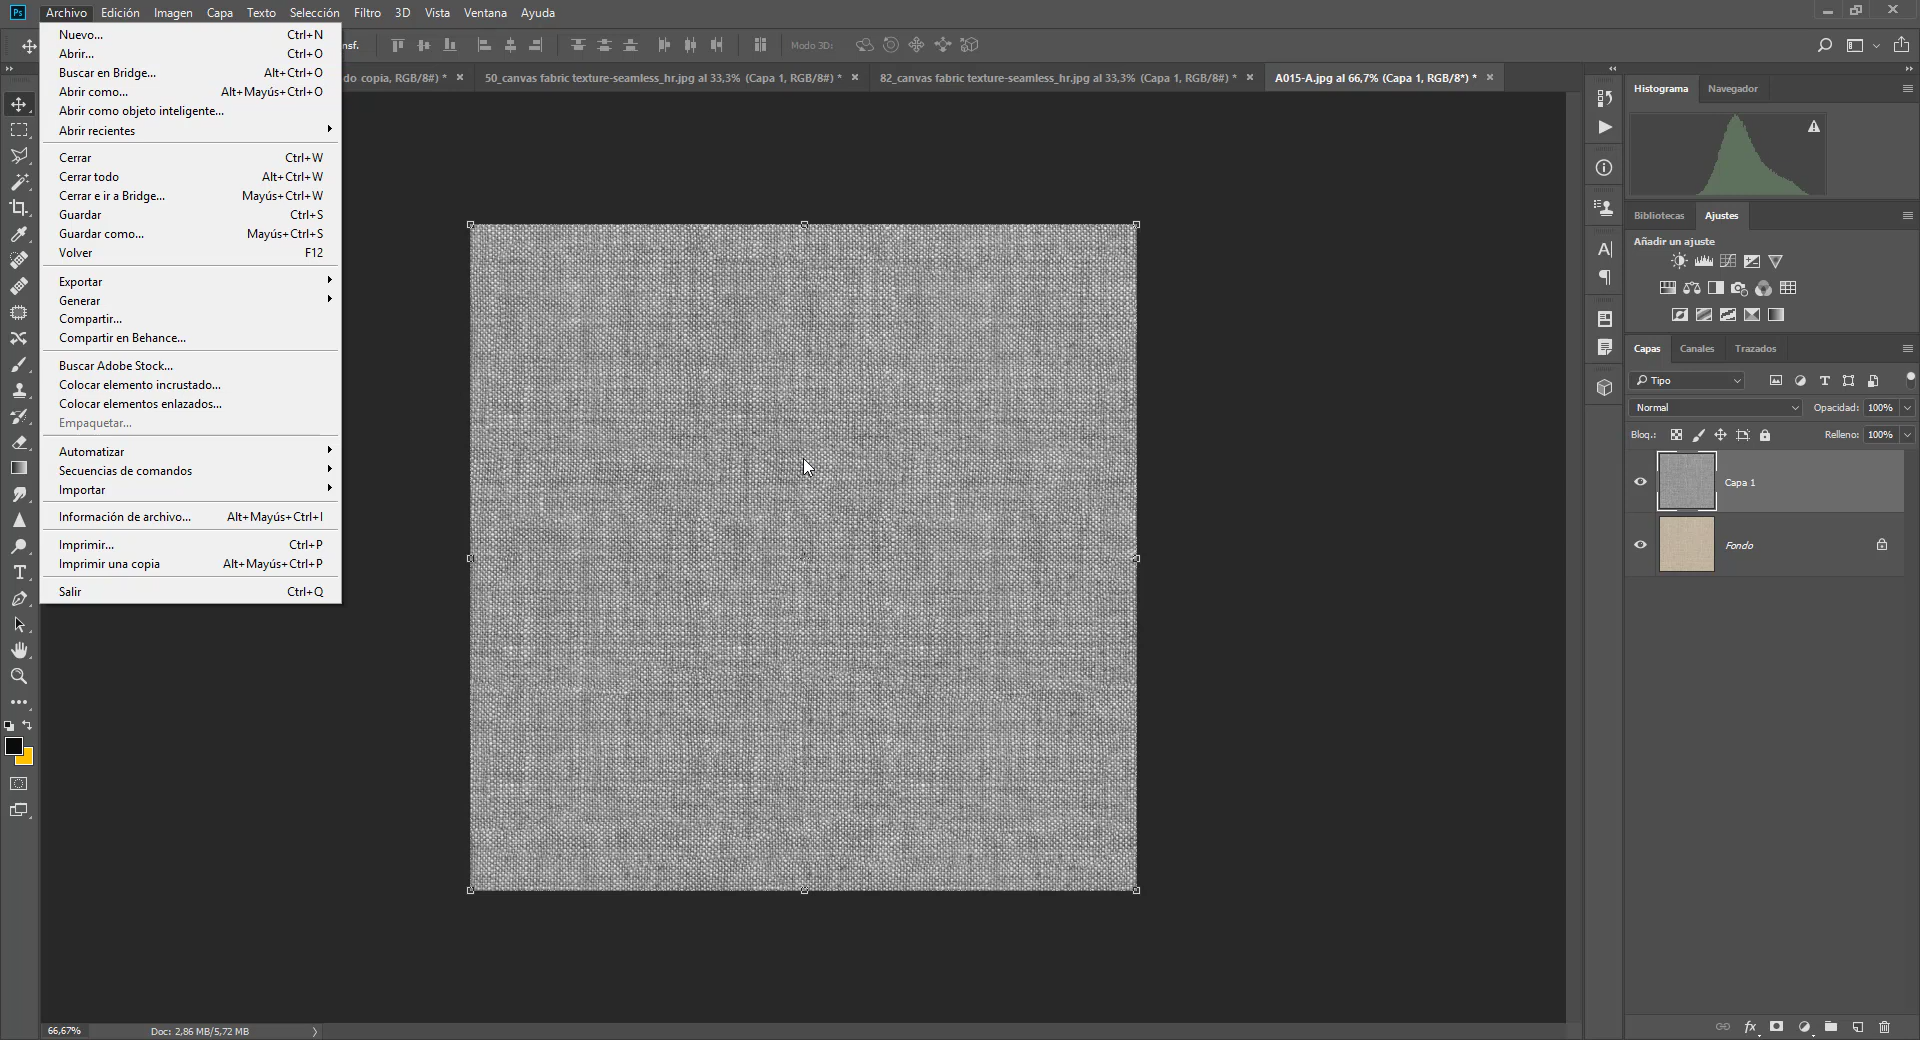 Ps Archivo Edición Imagen Capa Texto Selección Filtro 3D Vista Ventana Ayuda
nsf. Modo 3D:
do copia, RGB/8#) * × 50_canvas fabric texture-seamless_hr.jpg al 33,3% (Capa 1, RGB/8#) * × 82_canvas fabric texture-seamless_hr.jpg al 33,3% (Capa 1, RGB/8#) * × A015-A.jpg al 66,7% (Capa 1, RGB/8*) * ×
Nuevo... Ctrl+N
Abrir... Ctrl+O
Buscar en Bridge... Alt+Ctrl+O
Abrir como... Alt+Mayús+Ctrl+O
Abrir como objeto inteligente...
Abrir recientes
Cerrar Ctrl+W
Cerrar todo Alt+Ctrl+W
Cerrar e ir a Bridge... Mayús+Ctrl+W
Guardar Ctrl+S
Guardar como... Mayús+Ctrl+S
Volver F12
Exportar
Generar
Compartir...
Compartir en Behance...
Buscar Adobe Stock...
Colocar elemento incrustado...
Colocar elementos enlazados...
Empaquetar...
Automatizar
Secuencias de comandos
Importar
Información de archivo... Alt+Mayús+Ctrl+I
Imprimir... Ctrl+P
Imprimir una copia Alt+Mayús+Ctrl+P
Salir Ctrl+Q
Histograma Navegador
Bibliotecas Ajustes
Añadir un ajuste
Capas Canales Trazados
Tipo
Normal Opacidad: 100%
Bloq.: Relleno: 100%
Capa 1
Fondo
66,67% Doc: 2,86 MB/5,72 MB